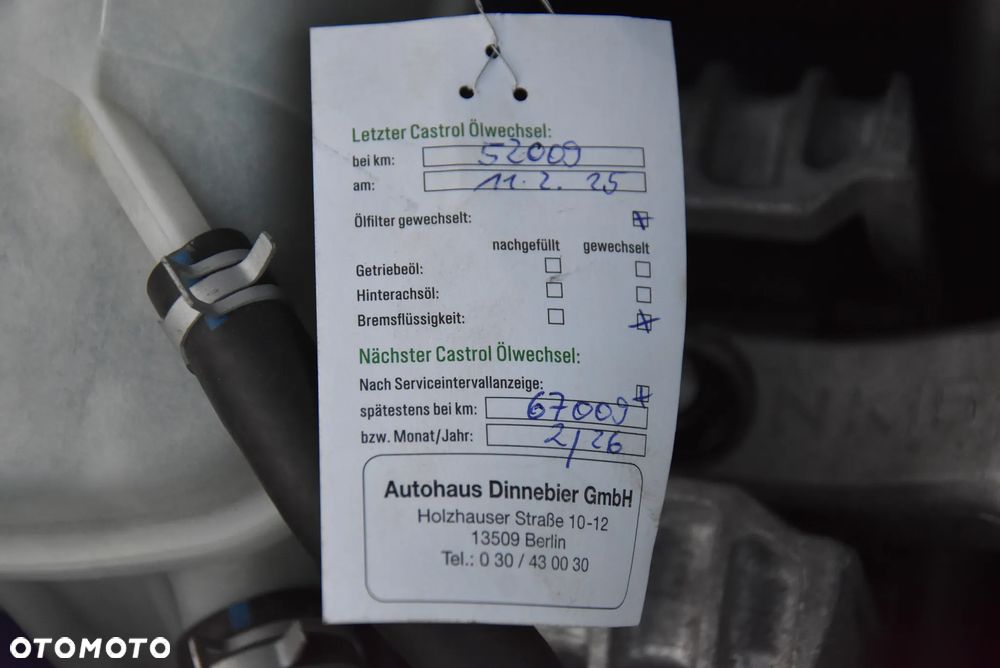 Letzter Castrol Ölwechsel:
bei km: 52009
am: 11.2.25
Ölfilter gewechselt:
nachgefüllt gewechselt
Getriebeöl:
Hinterachsöl:
Bremsflüssigkeit:
Nächster Castrol Ölwechsel:
Nach Serviceintervallanzeige:
spätestens bei km: 67009
bzw. Monat/Jahr: 2/26
Autohaus Dinnebier GmbH
Holzhauser Straße 10-12
13509 Berlin
Tel.: 0 30 / 43 00 30
OTOMOTO